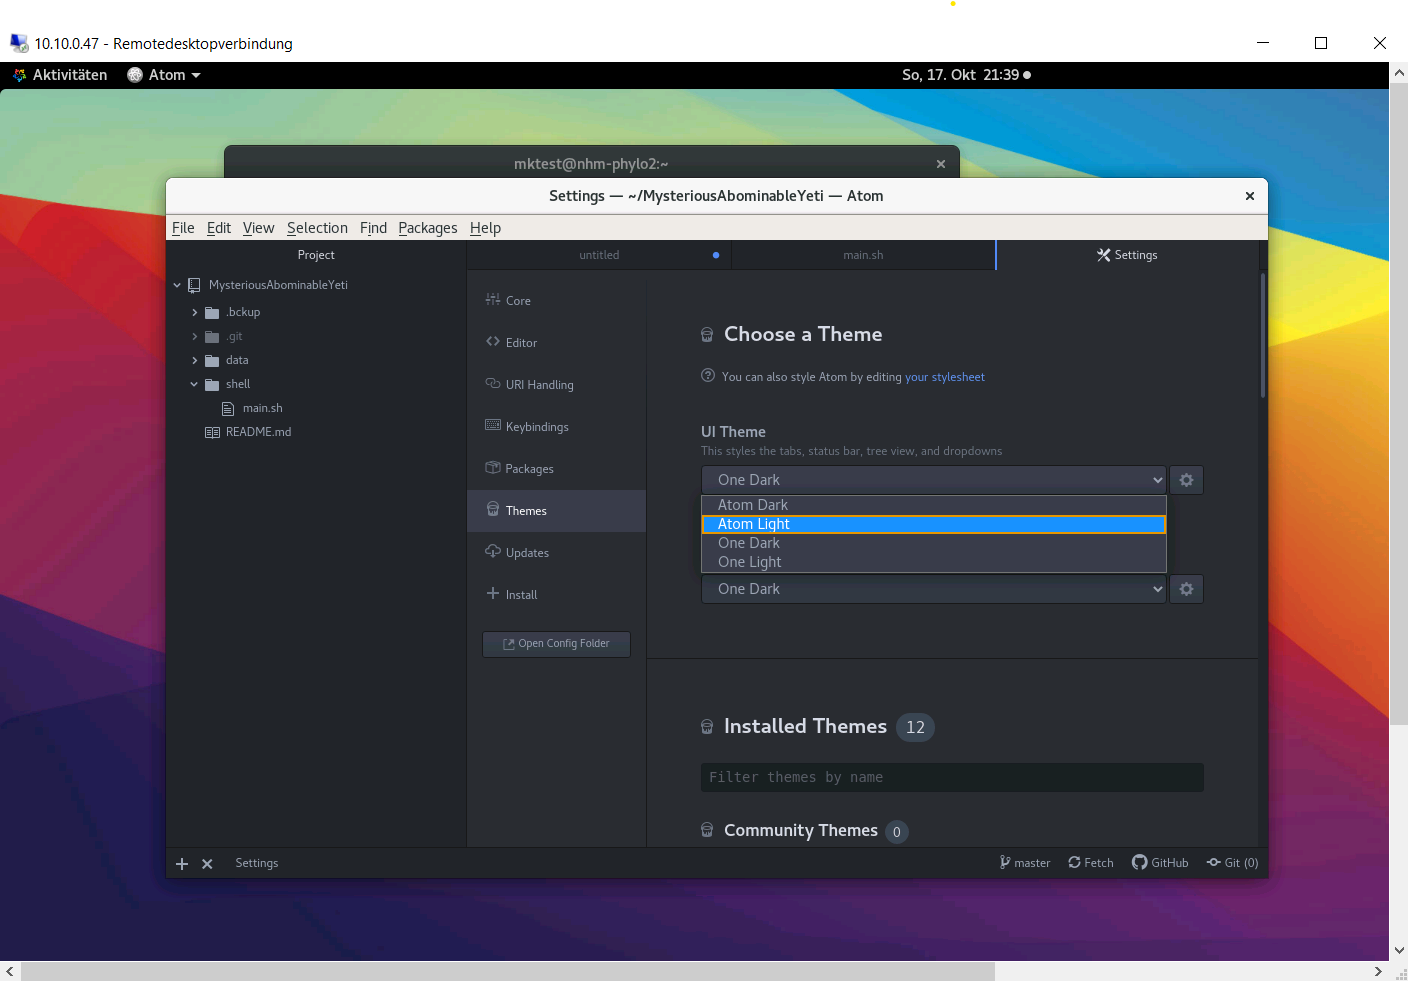 10.10.0.47 - Remotedesktopverbindung
Aktivitäten Atom So, 17. Okt 21:39
mktest@nhm-phylo2:~
Settings — ~/MysteriousAbominableYeti — Atom
File Edit View Selection Find Packages Help
Project
untitled main.sh Settings
MysteriousAbominableYeti
.bckup
.git
data
shell
main.sh
README.md
Core
Editor
URI Handling
Keybindings
Packages
Themes
Updates
Install
Open Config Folder
Choose a Theme
You can also style Atom by editing your stylesheet
UI Theme
This styles the tabs, status bar, tree view, and dropdowns
One Dark
Atom Dark
Atom Light
One Dark
One Light
One Dark
Installed Themes 12
Filter themes by name
Community Themes 0
Settings master Fetch GitHub Git (0)